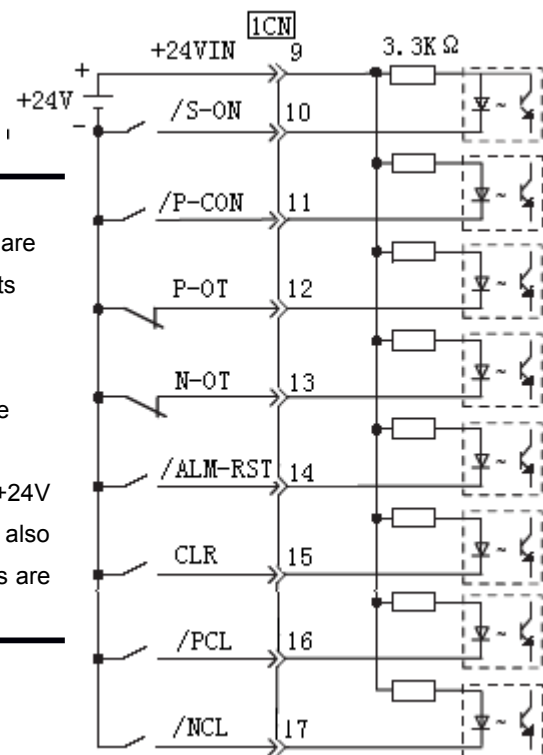 1CN
+24VIN 9 3.3KΩ
+
+24V
−
/S-ON 10
/P-CON 11
are
P-OT 12
ts
N-OT 13
e
/ALM-RST 14
+24V
also
CLR 15
s are
/PCL 16
/NCL 17